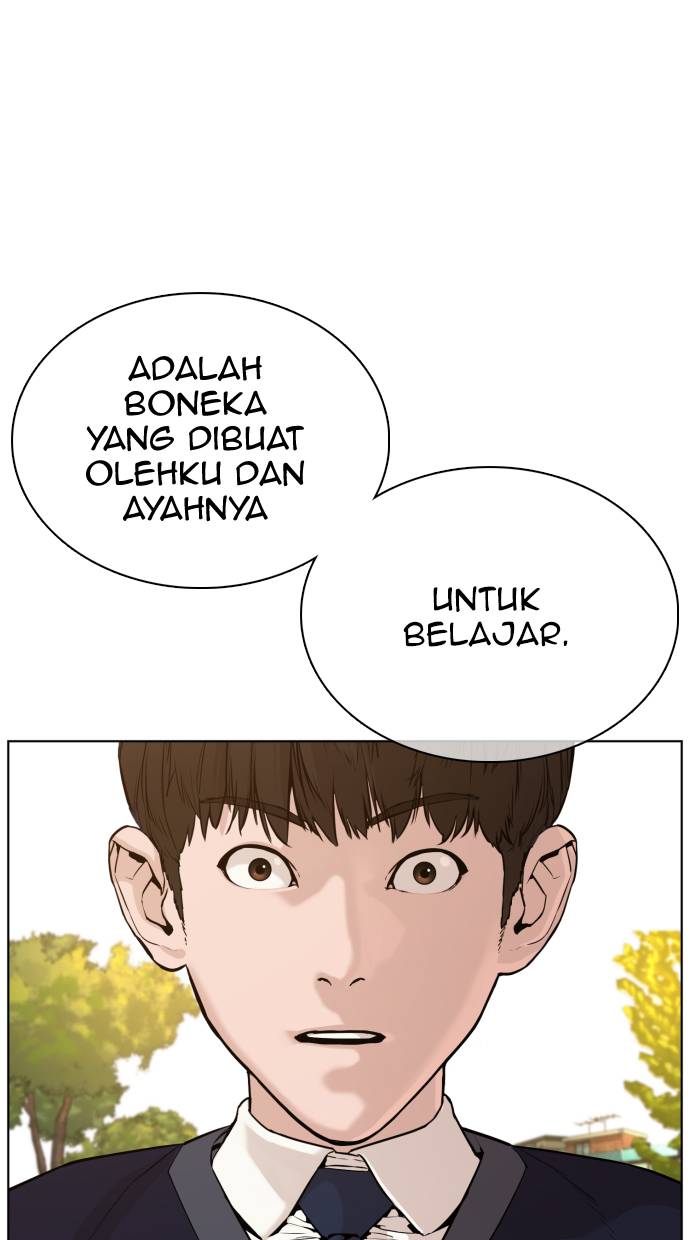 ADALAH
BONEKA
YANG DIBUAT
OLEHKU DAN
AYAHNYA
UNTUK
BELAJAR.